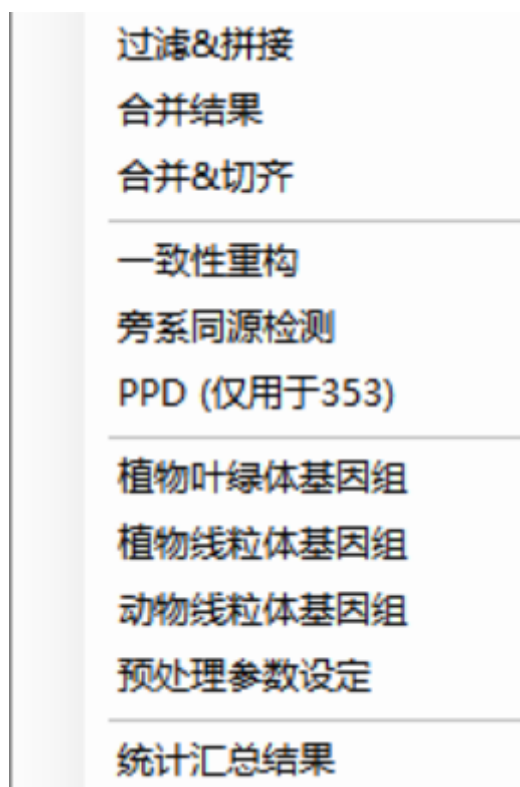 过滤&拼接
合并结果
合并&切齐
一致性重构
旁系同源检测
PPD (仅用于353)
植物叶绿体基因组
植物线粒体基因组
动物线粒体基因组
预处理参数设定
统计汇总结果